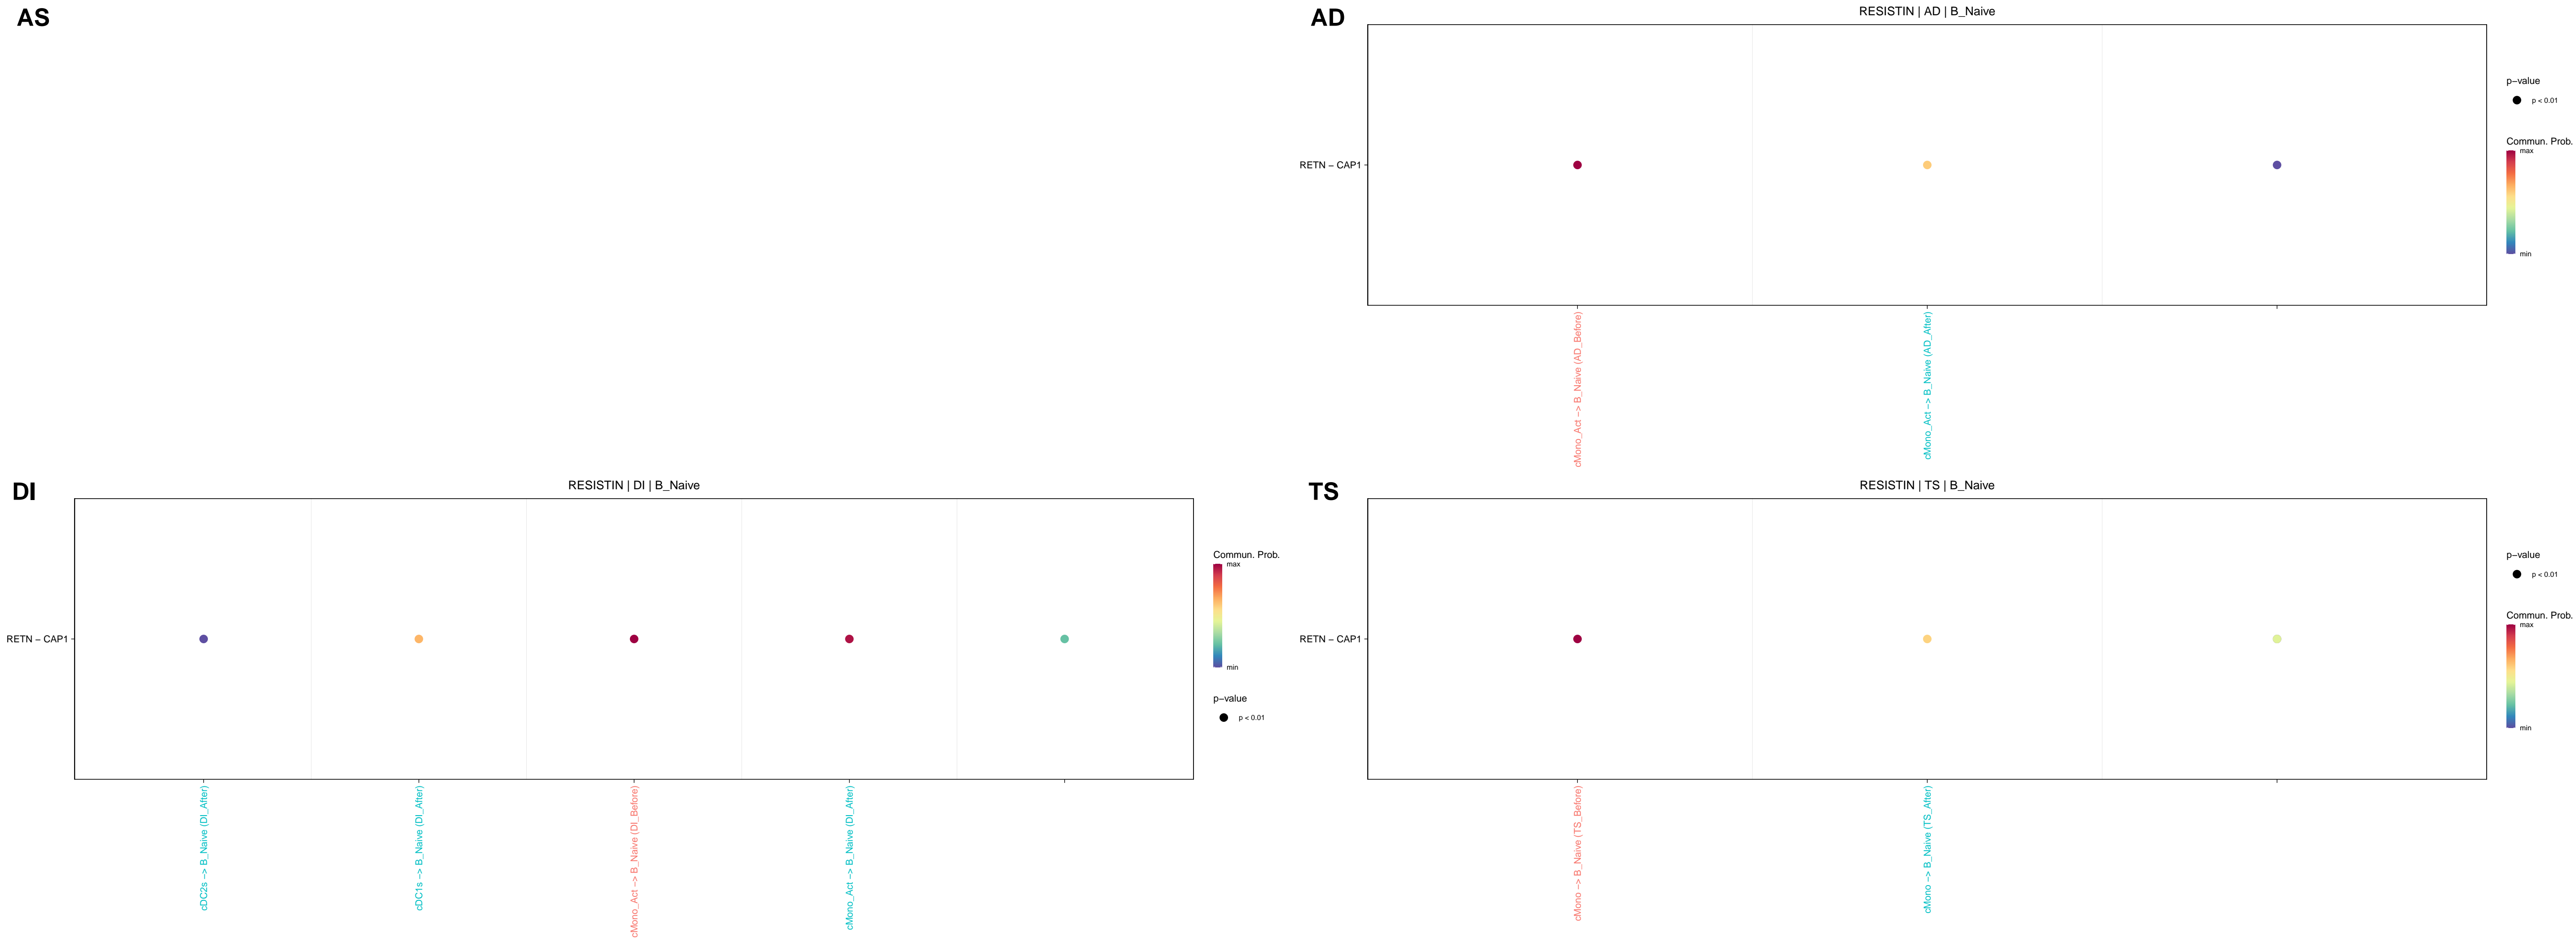 AS
AD
RESISTIN | AD | B_Naive
RETN – CAP1
cMono_Act –> B_Naive (AD_Before)
cMono_Act –> B_Naive (AD_After)
p–value
p < 0.01
Commun. Prob.
max
min
DI
RESISTIN | DI | B_Naive
RETN – CAP1
cDC2s –> B_Naive (DI_After)
cDC1s –> B_Naive (DI_After)
cMono_Act –> B_Naive (DI_Before)
cMono_Act –> B_Naive (DI_After)
Commun. Prob.
max
min
p–value
p < 0.01
TS
RESISTIN | TS | B_Naive
RETN – CAP1
cMono –> B_Naive (TS_Before)
cMono –> B_Naive (TS_After)
p–value
p < 0.01
Commun. Prob.
max
min